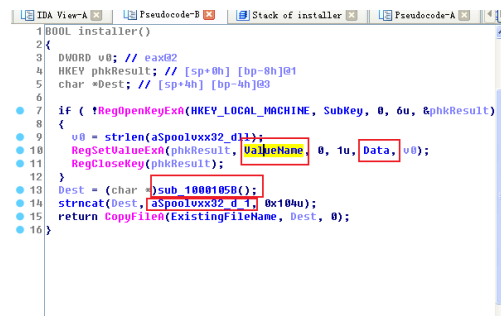 IDA View-A Pseudocode-B Stack of installer Pseudocode-A
1 BOOL installer()
2 {
3 DWORD v0; // eax@2
4 HKEY phkResult; // [sp+0h] [bp-8h]@1
5 char *Dest; // [sp+4h] [bp-4h]@3
6
7 if ( !RegOpenKeyExA(HKEY_LOCAL_MACHINE, SubKey, 0, 6u, &phkResult)
8 {
9 v0 = strlen(aSpoolvxx32_dll);
10 RegSetValueExA(phkResult, ValueName, 0, 1u, Data, v0);
11 RegCloseKey(phkResult);
12 }
13 Dest = (char *)sub_1000105B();
14 strncat(Dest, aSpoolvxx32_d_1, 0x104u);
15 return CopyFileA(ExistingFileName, Dest, 0);
16 }